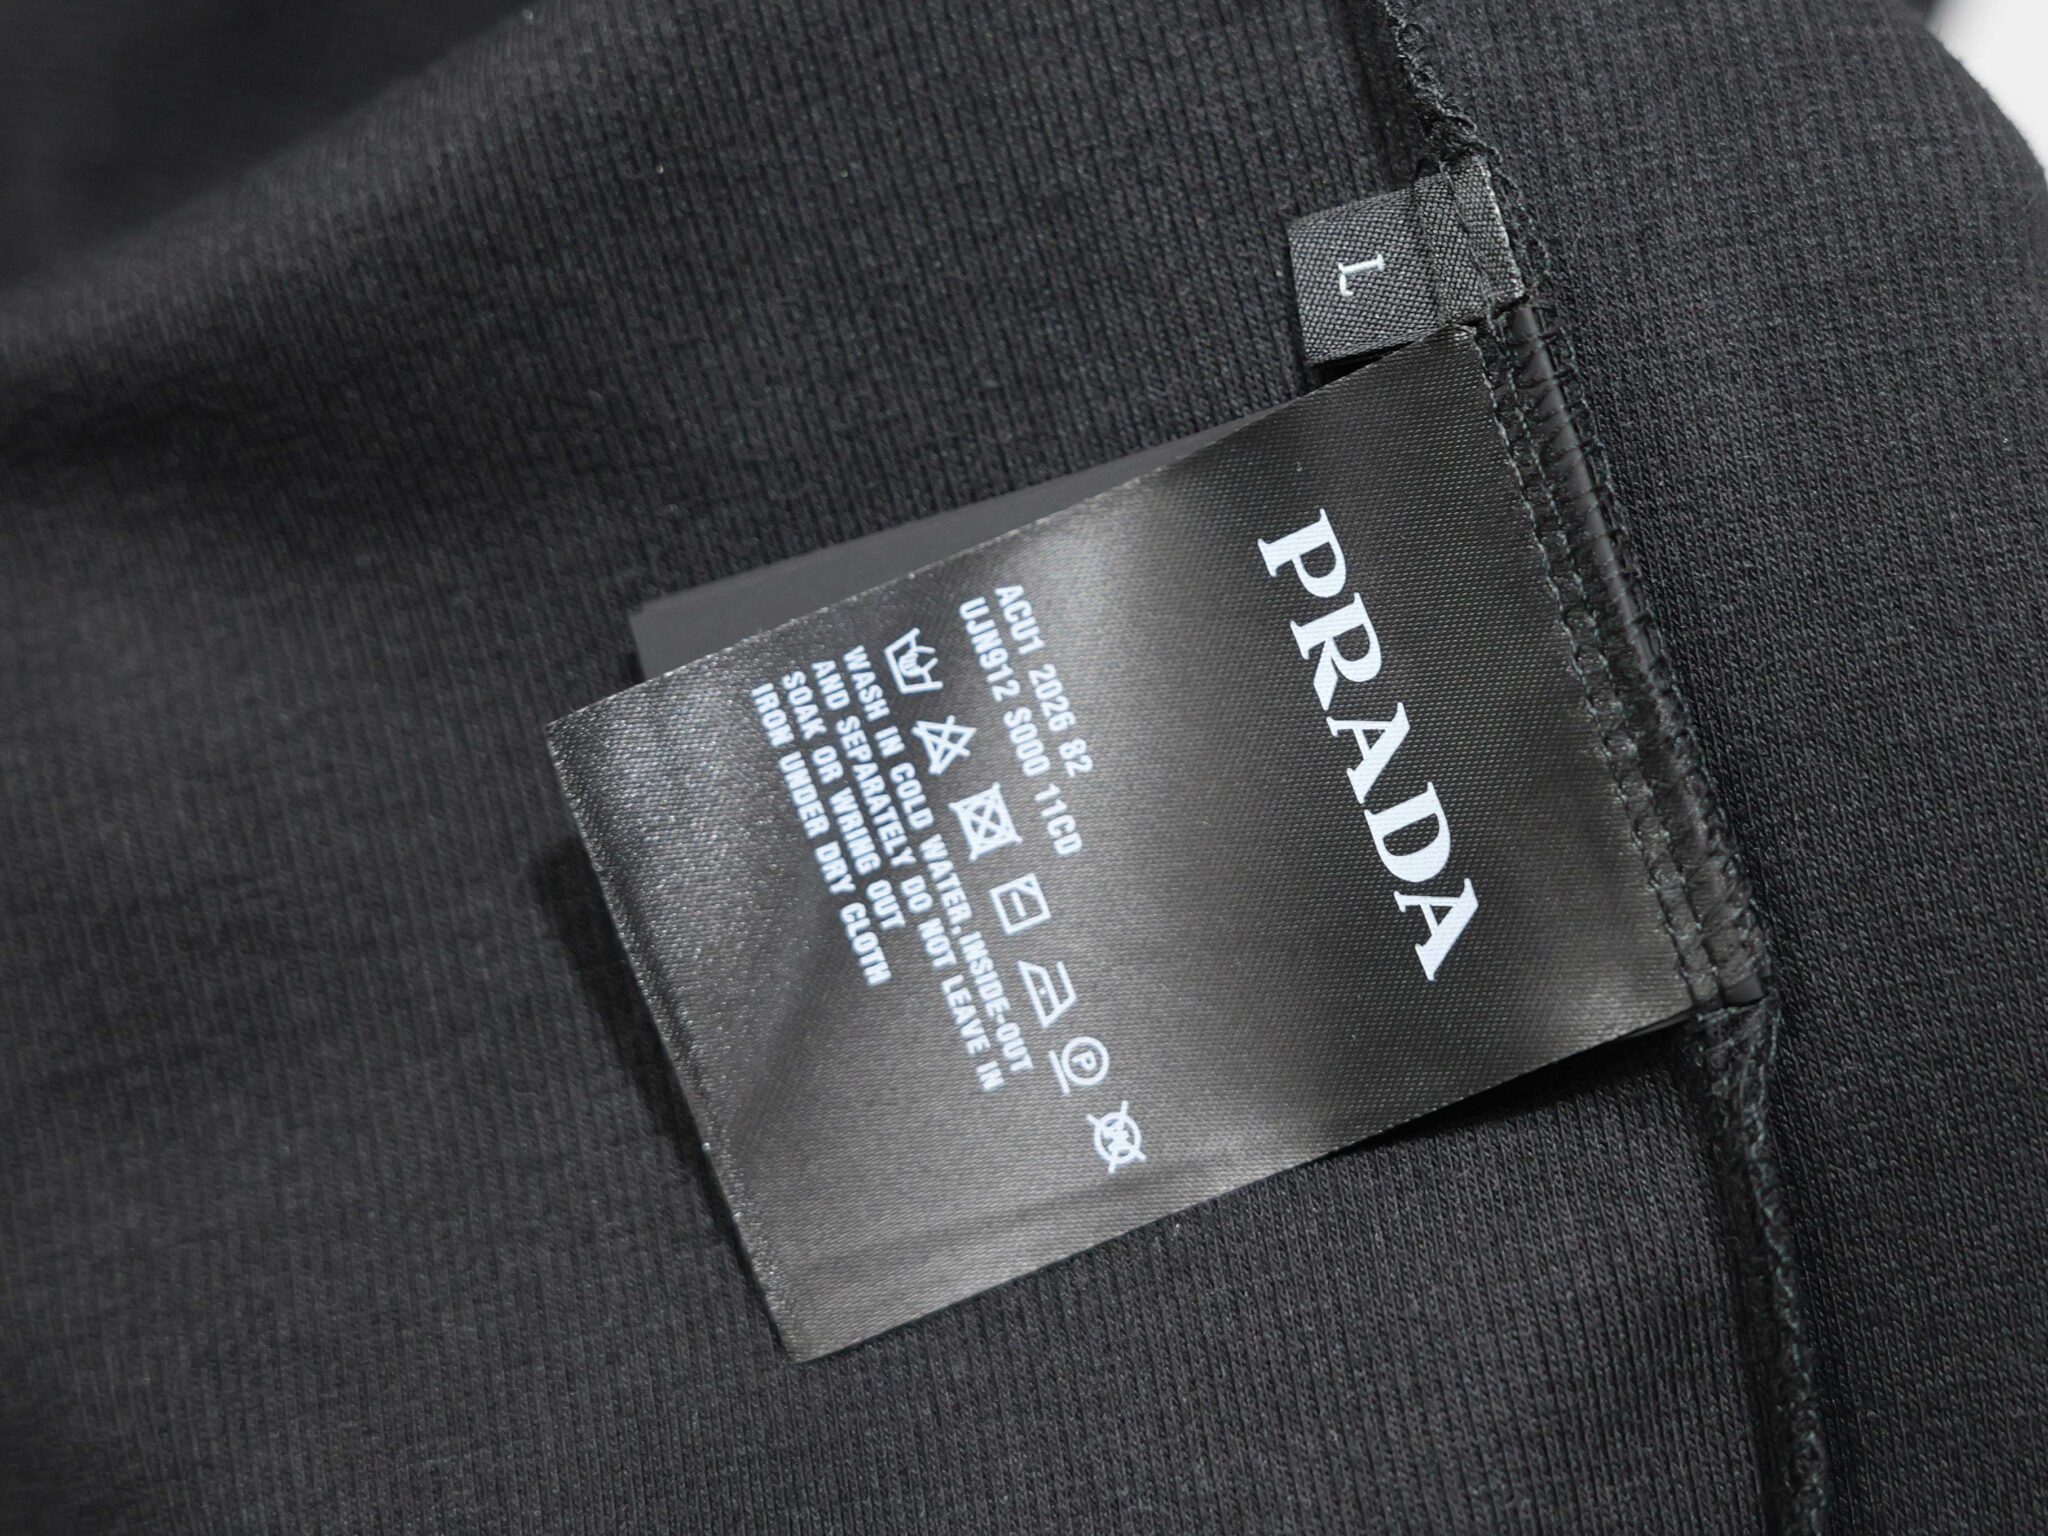 L
PRADA
ACU1 2026 82
UJN912 S000 11CD
P
WASH IN COLD WATER, INSIDE-OUT
AND SEPARATELY DO NOT LEAVE IN
SOAK OR WRING OUT
IRON UNDER DRY CLOTH